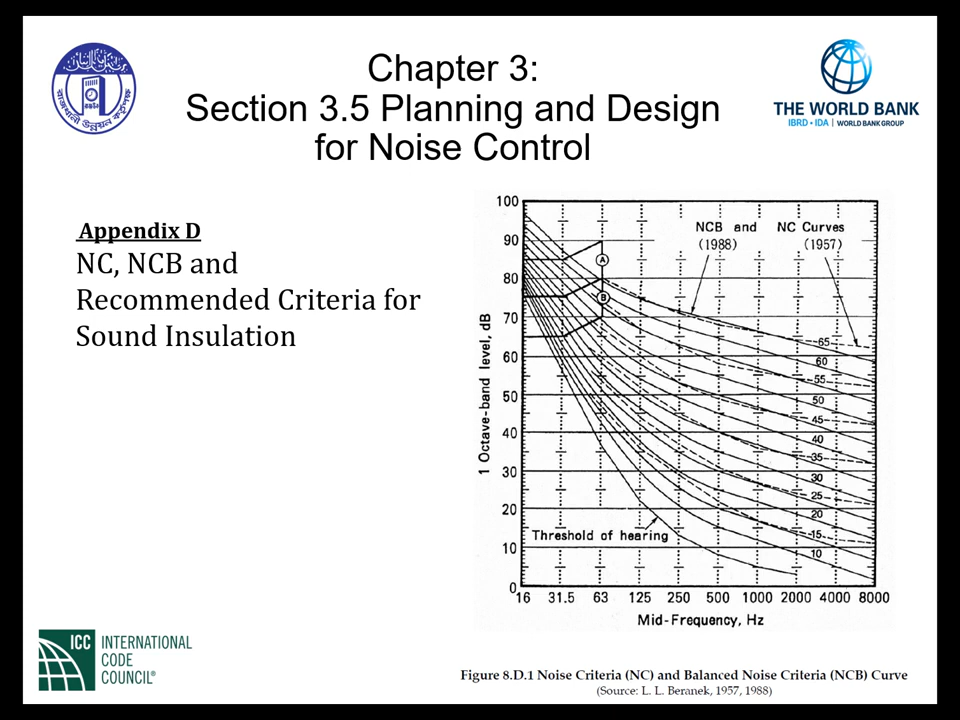 Chapter 3:
Section 3.5 Planning and Design
for Noise Control
THE WORLD BANK
IBRD • IDA | WORLD BANK GROUP
Appendix D
NC, NCB and
Recommended Criteria for
Sound Insulation
1 Octave-band level, dB
100
90
80
70
60
50
40
30
20
10
0
NCB and NC Curves
(1988) (1957)
A
B
65
60
55
50
45
40
35
30
25
20
15
10
Threshold of hearing
16 31.5 63 125 250 500 1000 2000 4000 8000
Mid-Frequency, Hz
ICC INTERNATIONAL
CODE
COUNCIL®
Figure 8.D.1 Noise Criteria (NC) and Balanced Noise Criteria (NCB) Curve
(Source: L. L. Beranek, 1957, 1988)